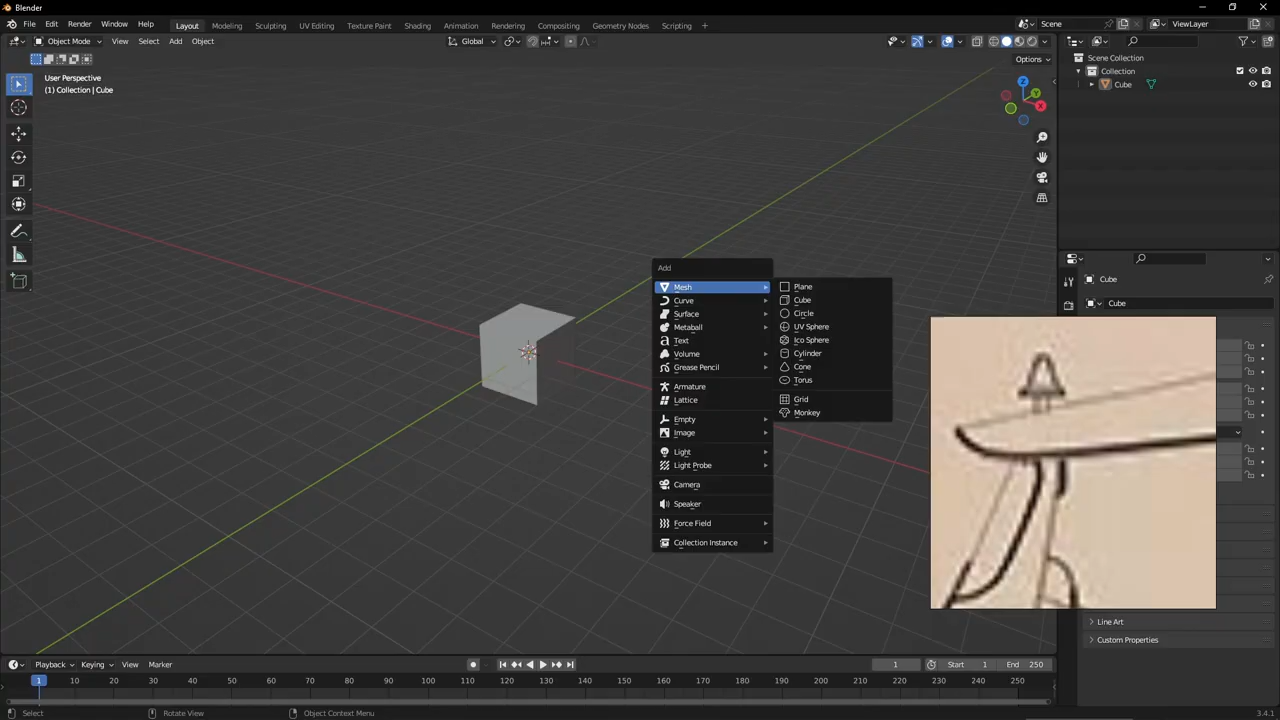 Blender
File Edit Render Window Help Layout Modeling Sculpting UV Editing Texture Paint Shading Animation Rendering Compositing Geometry Nodes Scripting + Scene ViewLayer
Object Mode View Select Add Object Global
Options
User Perspective
(1) Collection | Cube
Z
Y
X
Scene Collection
Collection
Cube
Add
Mesh
Curve
Surface
Metaball
Text
Volume
Grease Pencil
Armature
Lattice
Empty
Image
Light
Light Probe
Camera
Speaker
Force Field
Collection Instance
Plane
Cube
Circle
UV Sphere
Ico Sphere
Cylinder
Cone
Torus
Grid
Monkey
Cube
Cube
Line Art
Custom Properties
Playback Keying View Marker 1 Start 1 End 250
1 10 20 30 40 50 60 70 80 90 100 110 120 130 140 150 160 170 180 190 200 210 220 230 240 250
Select Rotate View Object Context Menu 3.4.1